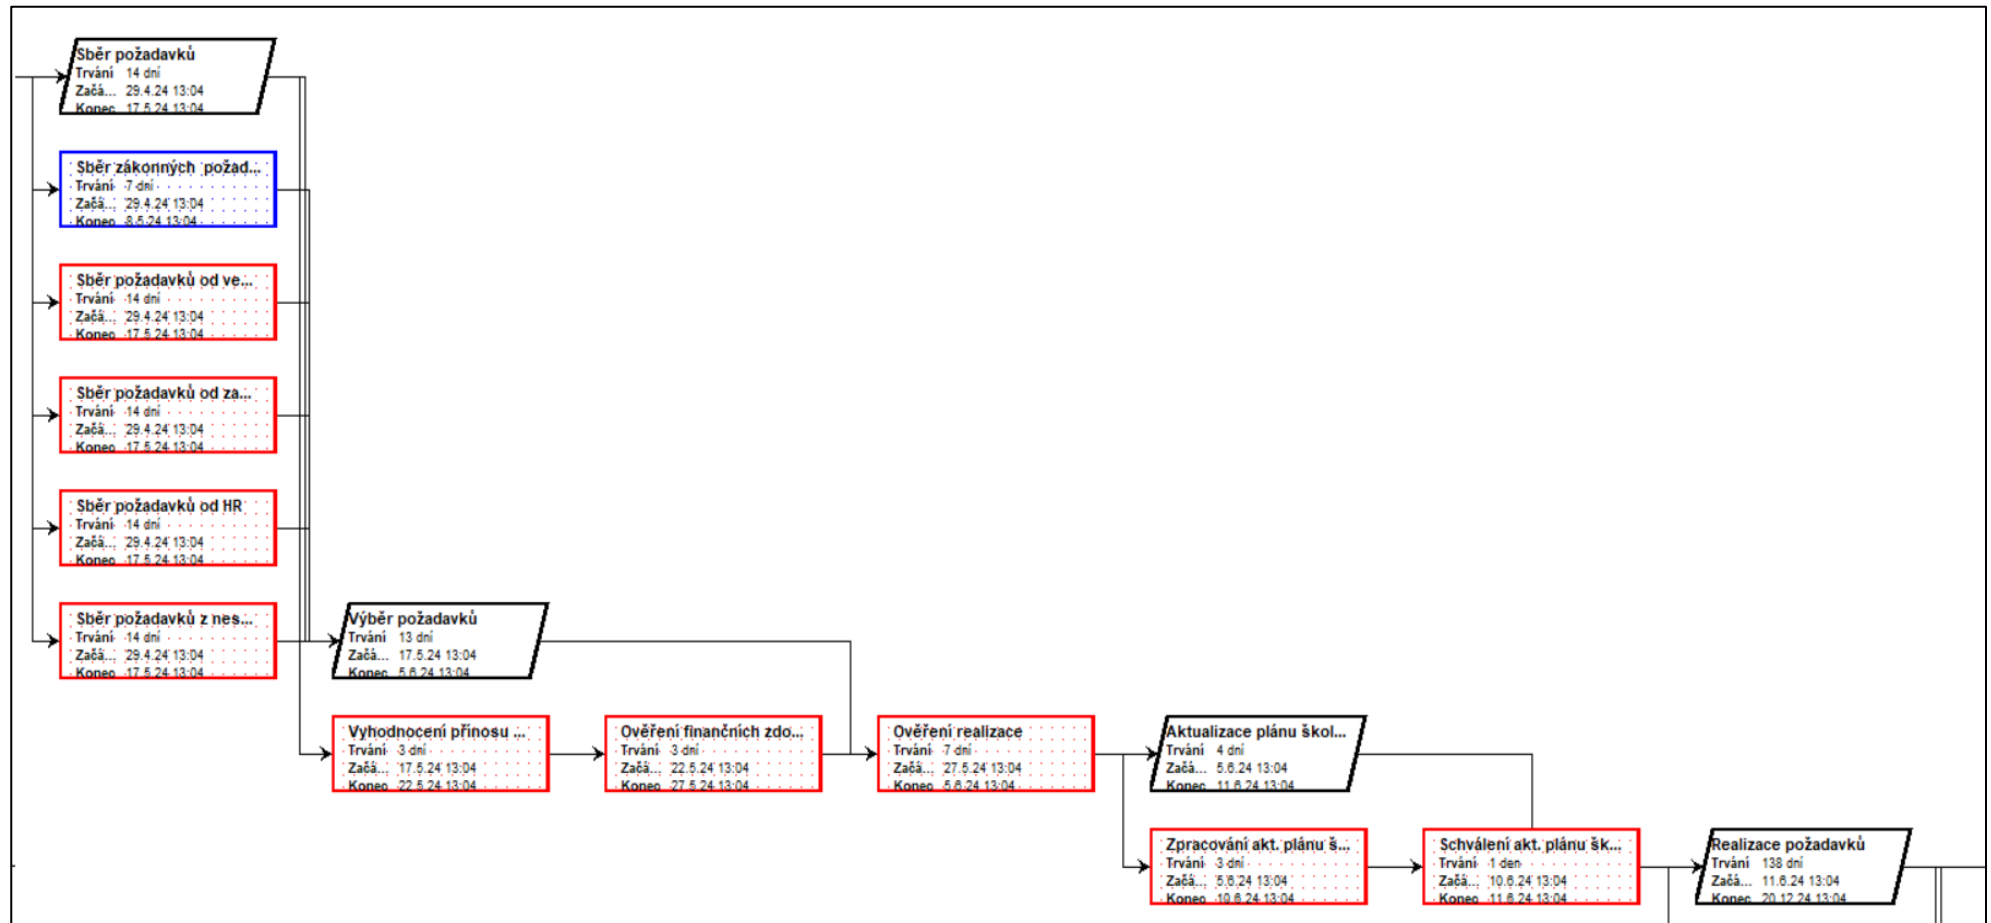 Sběr požadavků
Trvání 14 dní
Začá... 29.4.24 13:04
Konec 17.5.24 13:04
Sběr zákonných požad...
Trvání 7 dní
Začá... 29.4.24 13:04
Konec 8.5.24 13:04
Sběr požadavků od ve...
Trvání 14 dní
Začá... 29.4.24 13:04
Konec 17.5.24 13:04
Sběr požadavků od za...
Trvání 14 dní
Začá... 29.4.24 13:04
Konec 17.5.24 13:04
Sběr požadavků od HR
Trvání 14 dní
Začá... 29.4.24 13:04
Konec 17.5.24 13:04
Sběr požadavků z nes...
Trvání 14 dní
Začá... 29.4.24 13:04
Konec 17.5.24 13:04
Výběr požadavků
Trvání 13 dní
Začá... 17.5.24 13:04
Konec 5.6.24 13:04
Vyhodnocení přínosu ...
Trvání 3 dní
Začá... 17.5.24 13:04
Konec 22.5.24 13:04
Ověření finančních zdo...
Trvání 3 dní
Začá... 22.5.24 13:04
Konec 27.5.24 13:04
Ověření realizace
Trvání 7 dní
Začá... 27.5.24 13:04
Konec 5.6.24 13:04
Aktualizace plánu škol...
Trvání 4 dní
Začá... 5.6.24 13:04
Konec 11.6.24 13:04
Zpracování akt. plánu š...
Trvání 3 dní
Začá... 5.6.24 13:04
Konec 10.6.24 13:04
Schválení akt. plánu šk...
Trvání 1 den
Začá... 10.6.24 13:04
Konec 11.6.24 13:04
Realizace požadavků
Trvání 138 dní
Začá... 11.6.24 13:04
Konec 20.12.24 13:04